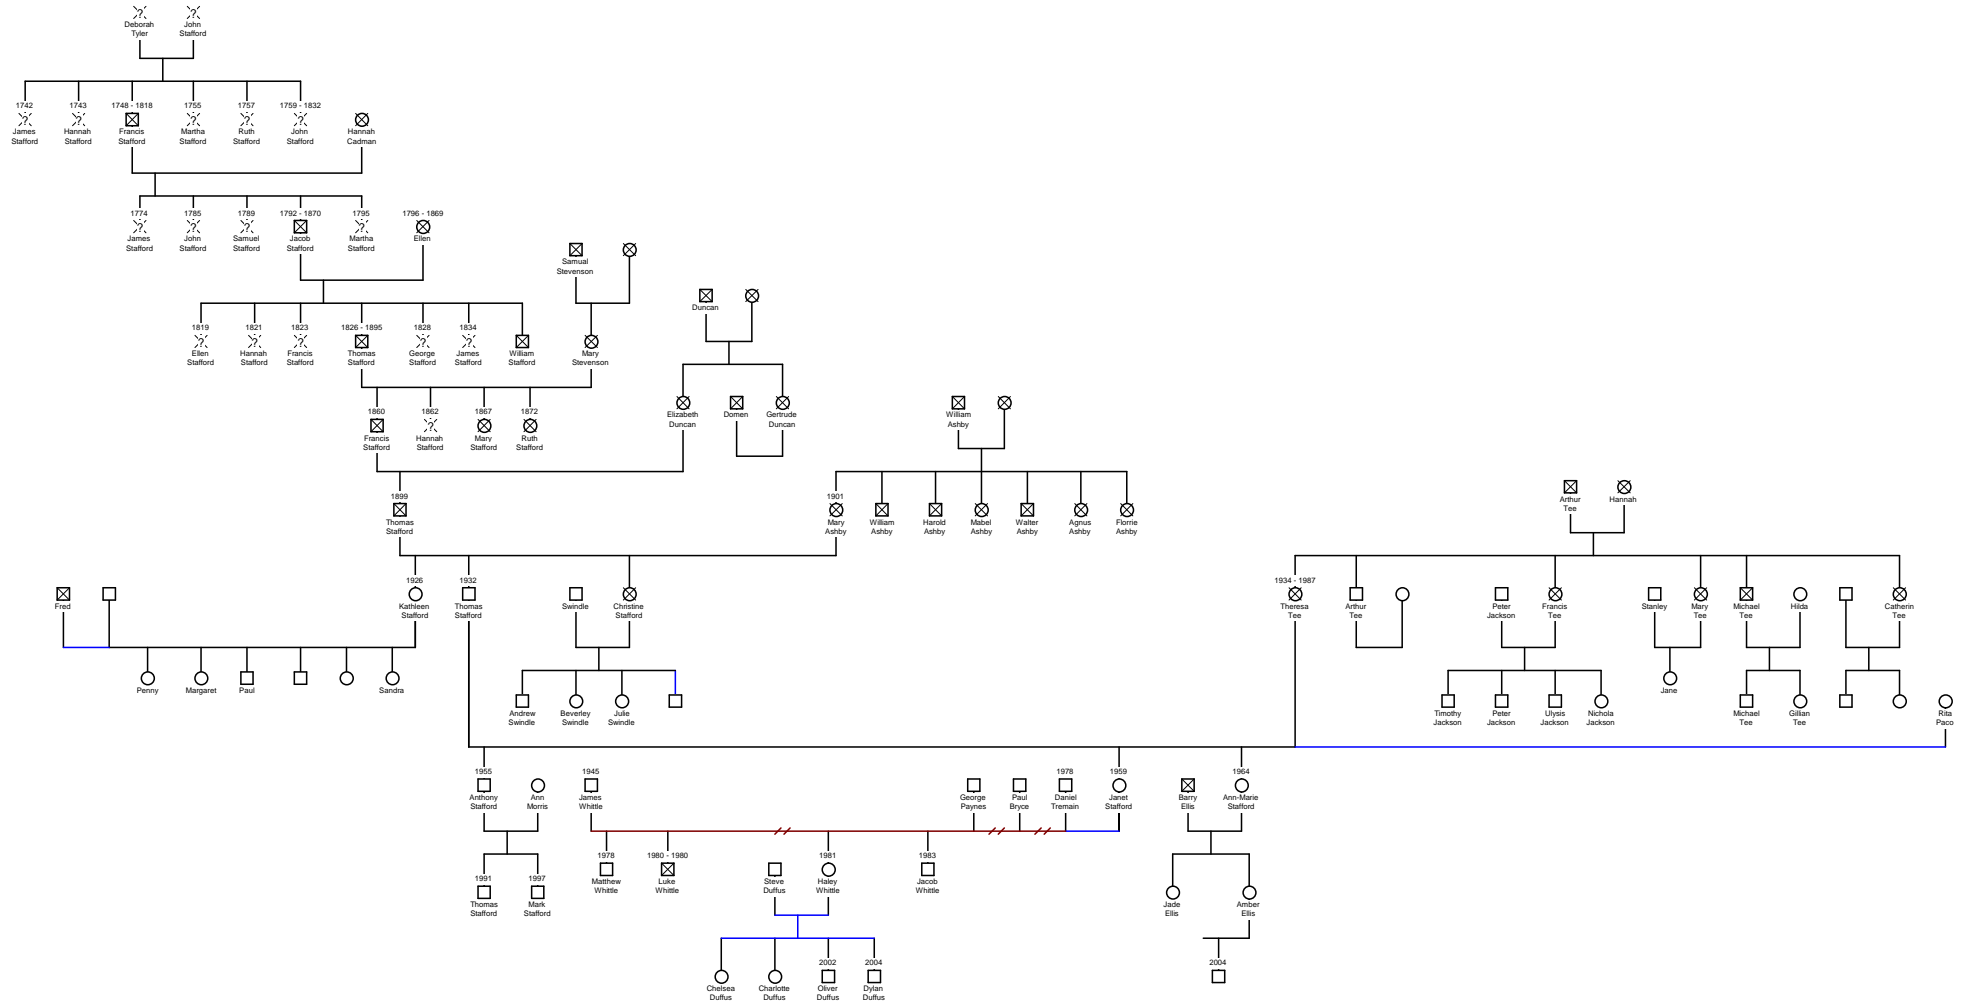 ?
?
Deborah
Tyler
John
Stafford
1742
1743
1748 - 1818
1755
1757
1759 - 1832
?
?
?
?
?
James
Stafford
Hannah
Stafford
Francis
Stafford
Martha
Stafford
Ruth
Stafford
John
Stafford
Hannah
Cadman
1774
1785
1789
1792 - 1870
1795
1796 - 1869
?
?
?
?
James
Stafford
John
Stafford
Samuel
Stafford
Jacob
Stafford
Martha
Stafford
Ellen
Samual
Stevenson
Duncan
1819
1821
1823
1826 - 1895
1828
1834
?
?
?
?
?
Ellen
Stafford
Hannah
Stafford
Francis
Stafford
Thomas
Stafford
George
Stafford
James
Stafford
William
Stafford
Mary
Stevenson
1860
1862
1867
1872
?
Francis
Stafford
Hannah
Stafford
Mary
Stafford
Ruth
Stafford
Elizabeth
Duncan
Domen
Gertrude
Duncan
William
Ashby
1899
Thomas
Stafford
1901
Mary
Ashby
William
Ashby
Harold
Ashby
Mabel
Ashby
Walter
Ashby
Agnus
Ashby
Florrie
Ashby
Arthur
Tee
Hannah
Fred
1926
Kathleen
Stafford
1932
Thomas
Stafford
Swindle
Christine
Stafford
1934 - 1987
Theresa
Tee
Arthur
Tee
Peter
Jackson
Francis
Tee
Stanley
Mary
Tee
Michael
Tee
Hilda
Catherin
Tee
Penny
Margaret
Paul
Sandra
Andrew
Swindle
Beverley
Swindle
Julie
Swindle
Timothy
Jackson
Peter
Jackson
Ulysis
Jackson
Nichola
Jackson
Jane
Michael
Tee
Gillian
Tee
Rita
Paco
1955
Anthony
Stafford
Ann
Morris
1945
James
Whittle
George
Paynes
Paul
Bryce
1978
Daniel
Tremain
1959
Janet
Stafford
Barry
Ellis
1964
Ann-Marie
Stafford
1991
Thomas
Stafford
1997
Mark
Stafford
1978
Matthew
Whittle
1980 - 1980
Luke
Whittle
Steve
Duffus
1981
Haley
Whittle
1983
Jacob
Whittle
Jade
Ellis
Amber
Ellis
Chelsea
Duffus
Charlotte
Duffus
2002
Oliver
Duffus
2004
Dylan
Duffus
2004